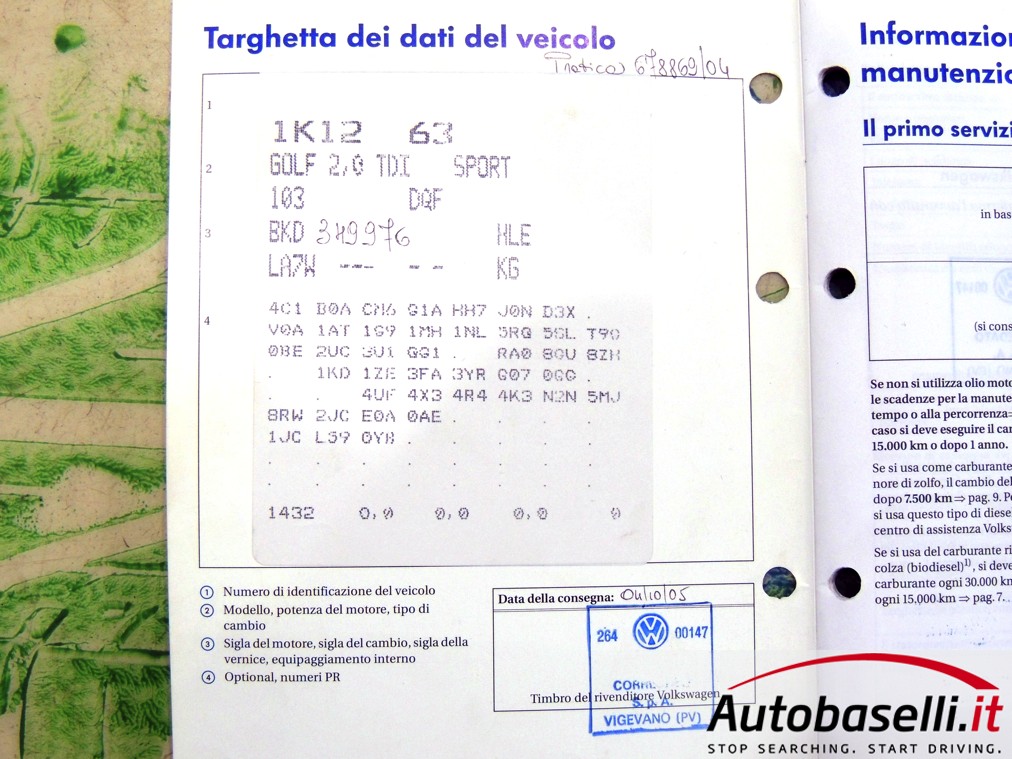 Targhetta dei dati del veicolo
Pratica 678869/04
1
1K12 63
2
GOLF 2,0 TDI SPORT
103 DQF
3
BKD 349976 HLE
LA7W --- -- KG
4
4C1 B0A CM6 G1A HH7 J0N D3X .
V0A 1AT 1G9 1MH 1NL 5RQ 5SL T90
0BE 2UC 3U1 GG1 . RA0 8GU 8ZH
. 1KD 1ZE 3FA 3YR G07 0GG .
. . 4UF 4X3 4R4 4K3 N2N 5MJ
8RW 2JC E0A 0AE . . . .
1JC L39 0YB . . . . .
. . . . . . . .
. . . . . . . .
1432 0,0 0,0 0,0 0
① Numero di identificazione del veicolo
② Modello, potenza del motore, tipo di
cambio
③ Sigla del motore, sigla del cambio, sigla della
vernice, equipaggiamento interno
④ Optional, numeri PR
Data della consegna: 04/10/05
264 00147
S.p.A.
Timbro del rivenditore Volkswagen
VIGEVANO (PV)
Informazion
manutenzio
Il primo servizi
in bas
(si cons
Se non si utilizza olio moto
le scadenze per la manute
tempo o alla percorrenza=
caso si deve eseguire il car
15.000 km o dopo 1 anno.
Se si usa come carburante
nore di zolfo, il cambio del
dopo 7.500 km ⇒ pag. 9. Pe
si usa questo tipo di diese
centro di assistenza Volks
Se si usa del carburante ri
colza (biodiesel)1), si deve
carburante ogni 30.000 km
ogni 15.000 km ⇒ pag. 7.
Autobaselli.it
STOP SEARCHING. START DRIVING.